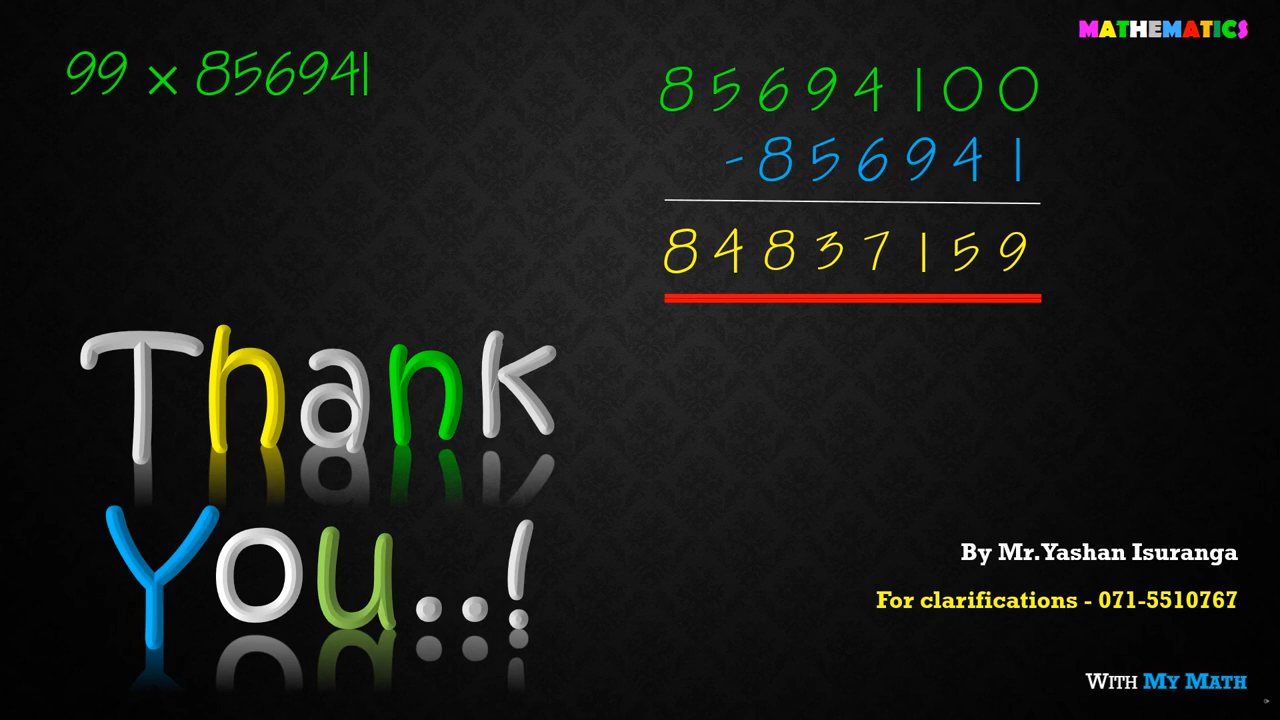 MATHEMATICS
99 × 856941
85694100
-856941
84837159
Thank
You..!
By Mr.Yashan Isuranga
For clarifications - 071-5510767
WITH MY MATH